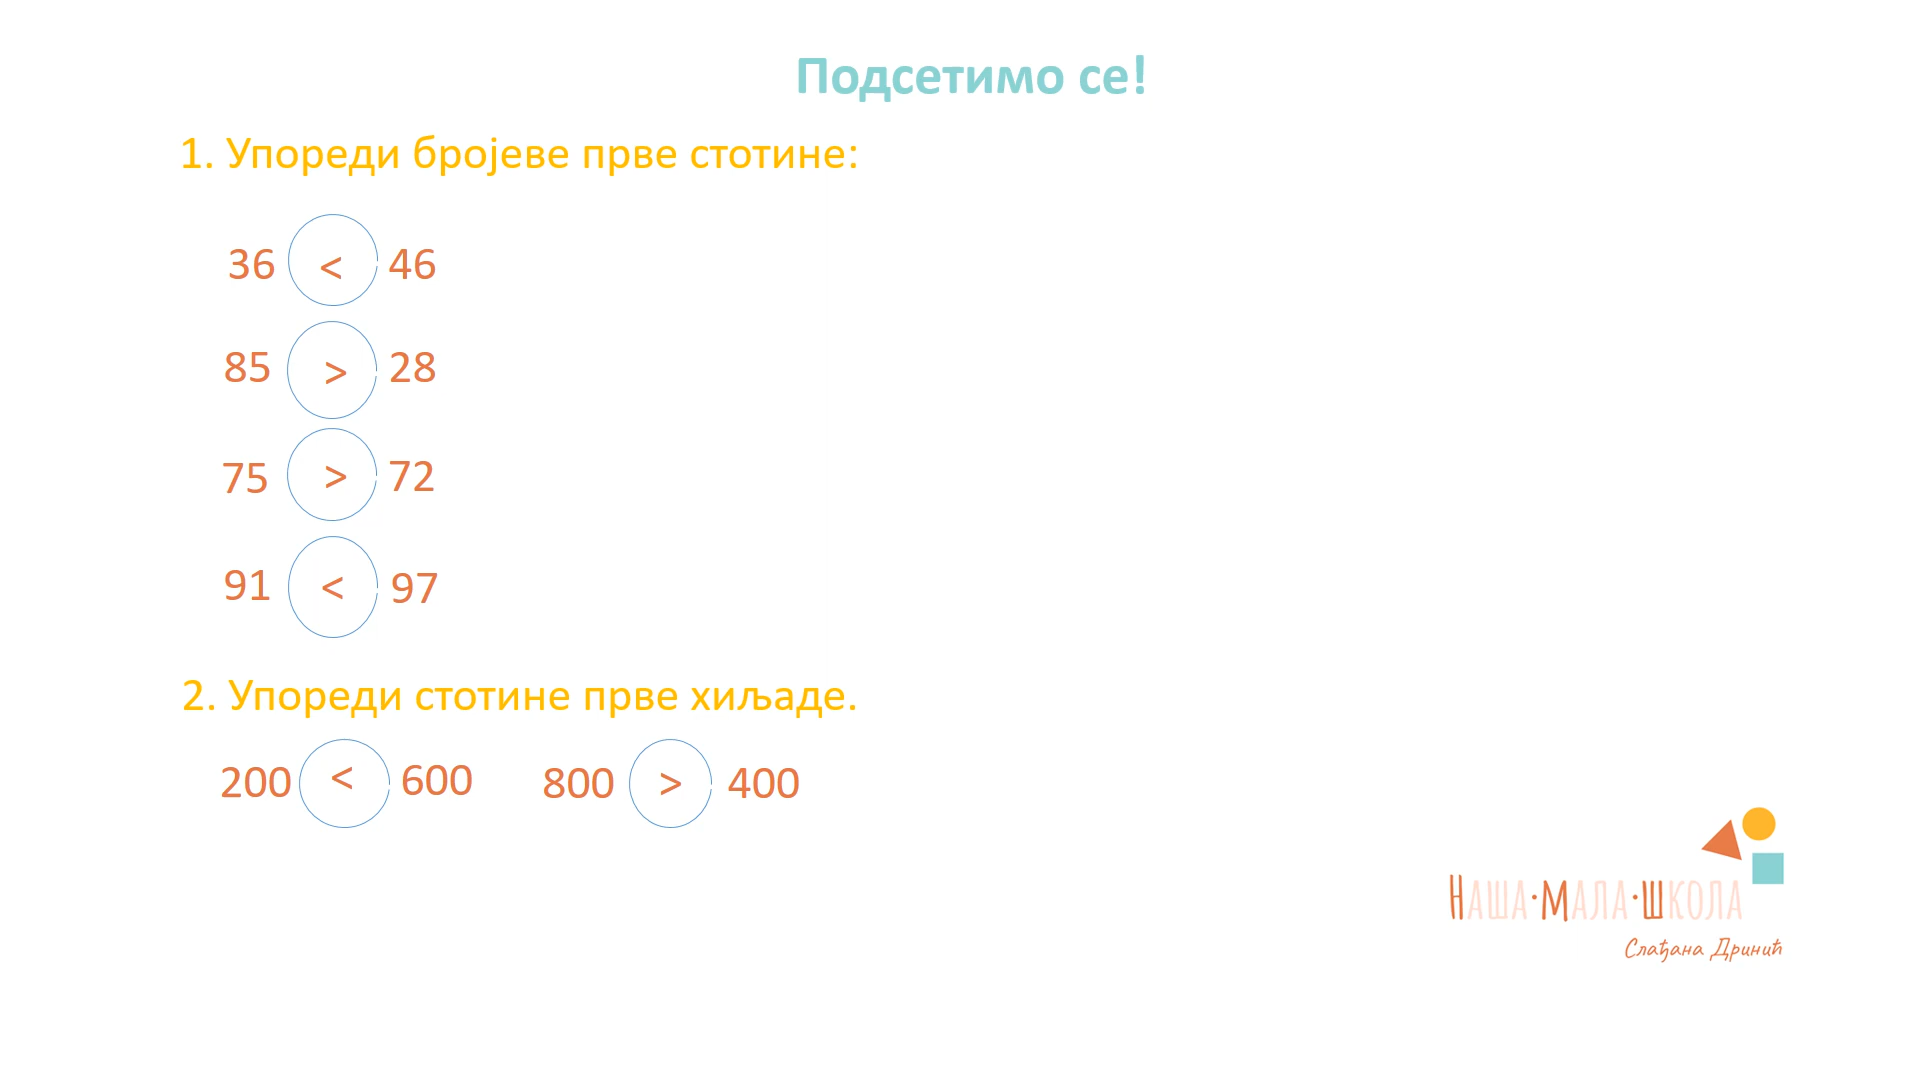 Подсетимо се!
1. Упореди бројеве прве стотине:
36 < 46
85 > 28
75 > 72
91 < 97
2. Упореди стотине прве хиљаде.
200 < 600 800 > 400
НАША·МАЛА·ШКОЛА
Слађана Дринић